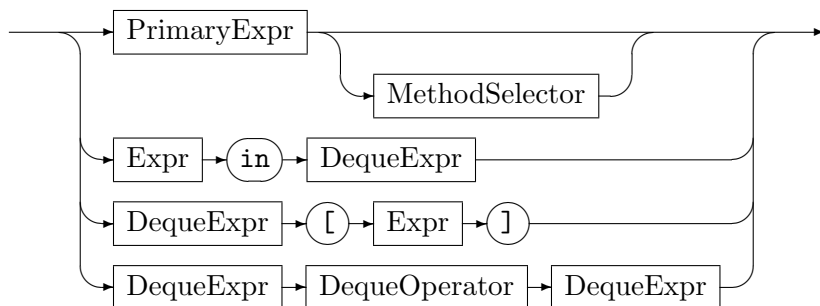 PrimaryExpr
MethodSelector
Expr in DequeExpr
DequeExpr [ Expr ]
DequeExpr DequeOperator DequeExpr